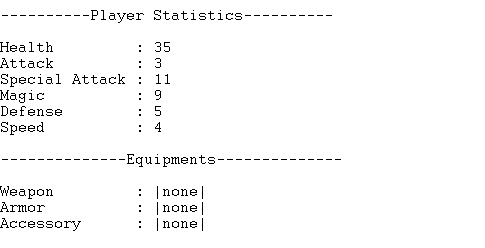 ----------Player Statistics----------
Health         : 35
Attack         : 3
Special Attack : 11
Magic          : 9
Defense        : 5
Speed          : 4
--------------Equipments--------------
Weapon         : |none|
Armor          : |none|
Accessory      : |none|